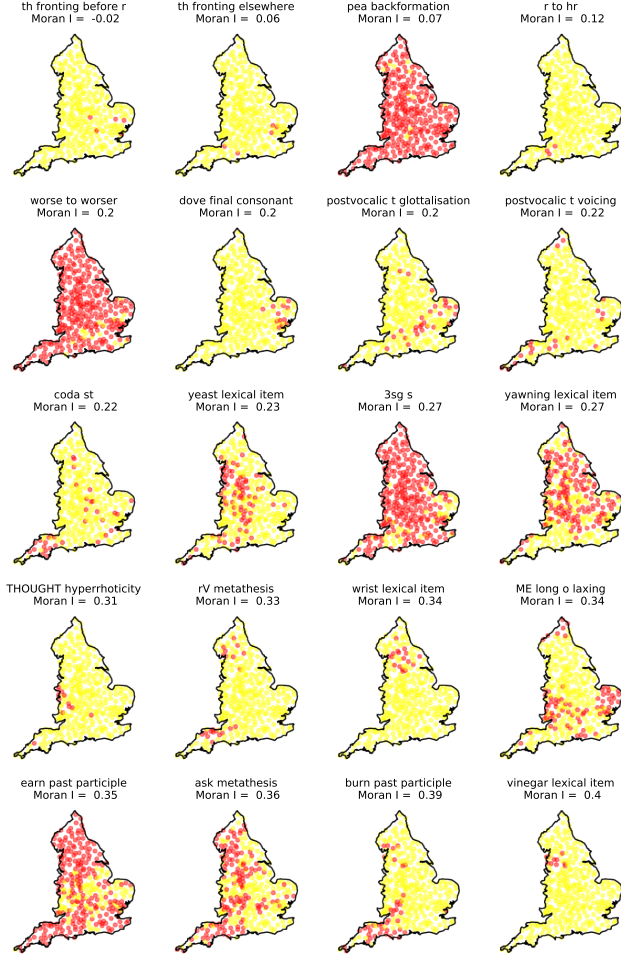 th fronting before r
Moran I =  -0.02
th fronting elsewhere
Moran I =  0.06
pea backformation
Moran I =  0.07
r to hr
Moran I =  0.12
worse to worser
Moran I =  0.2
dove final consonant
Moran I =  0.2
postvocalic t glottalisation
Moran I =  0.2
postvocalic t voicing
Moran I =  0.22
coda st
Moran I =  0.22
yeast lexical item
Moran I =  0.23
3sg s
Moran I =  0.27
yawning lexical item
Moran I =  0.27
THOUGHT hyperrhoticity
Moran I =  0.31
rV metathesis
Moran I =  0.33
wrist lexical item
Moran I =  0.34
ME long o laxing
Moran I =  0.34
earn past participle
Moran I =  0.35
ask metathesis
Moran I =  0.36
burn past participle
Moran I =  0.39
vinegar lexical item
Moran I =  0.4